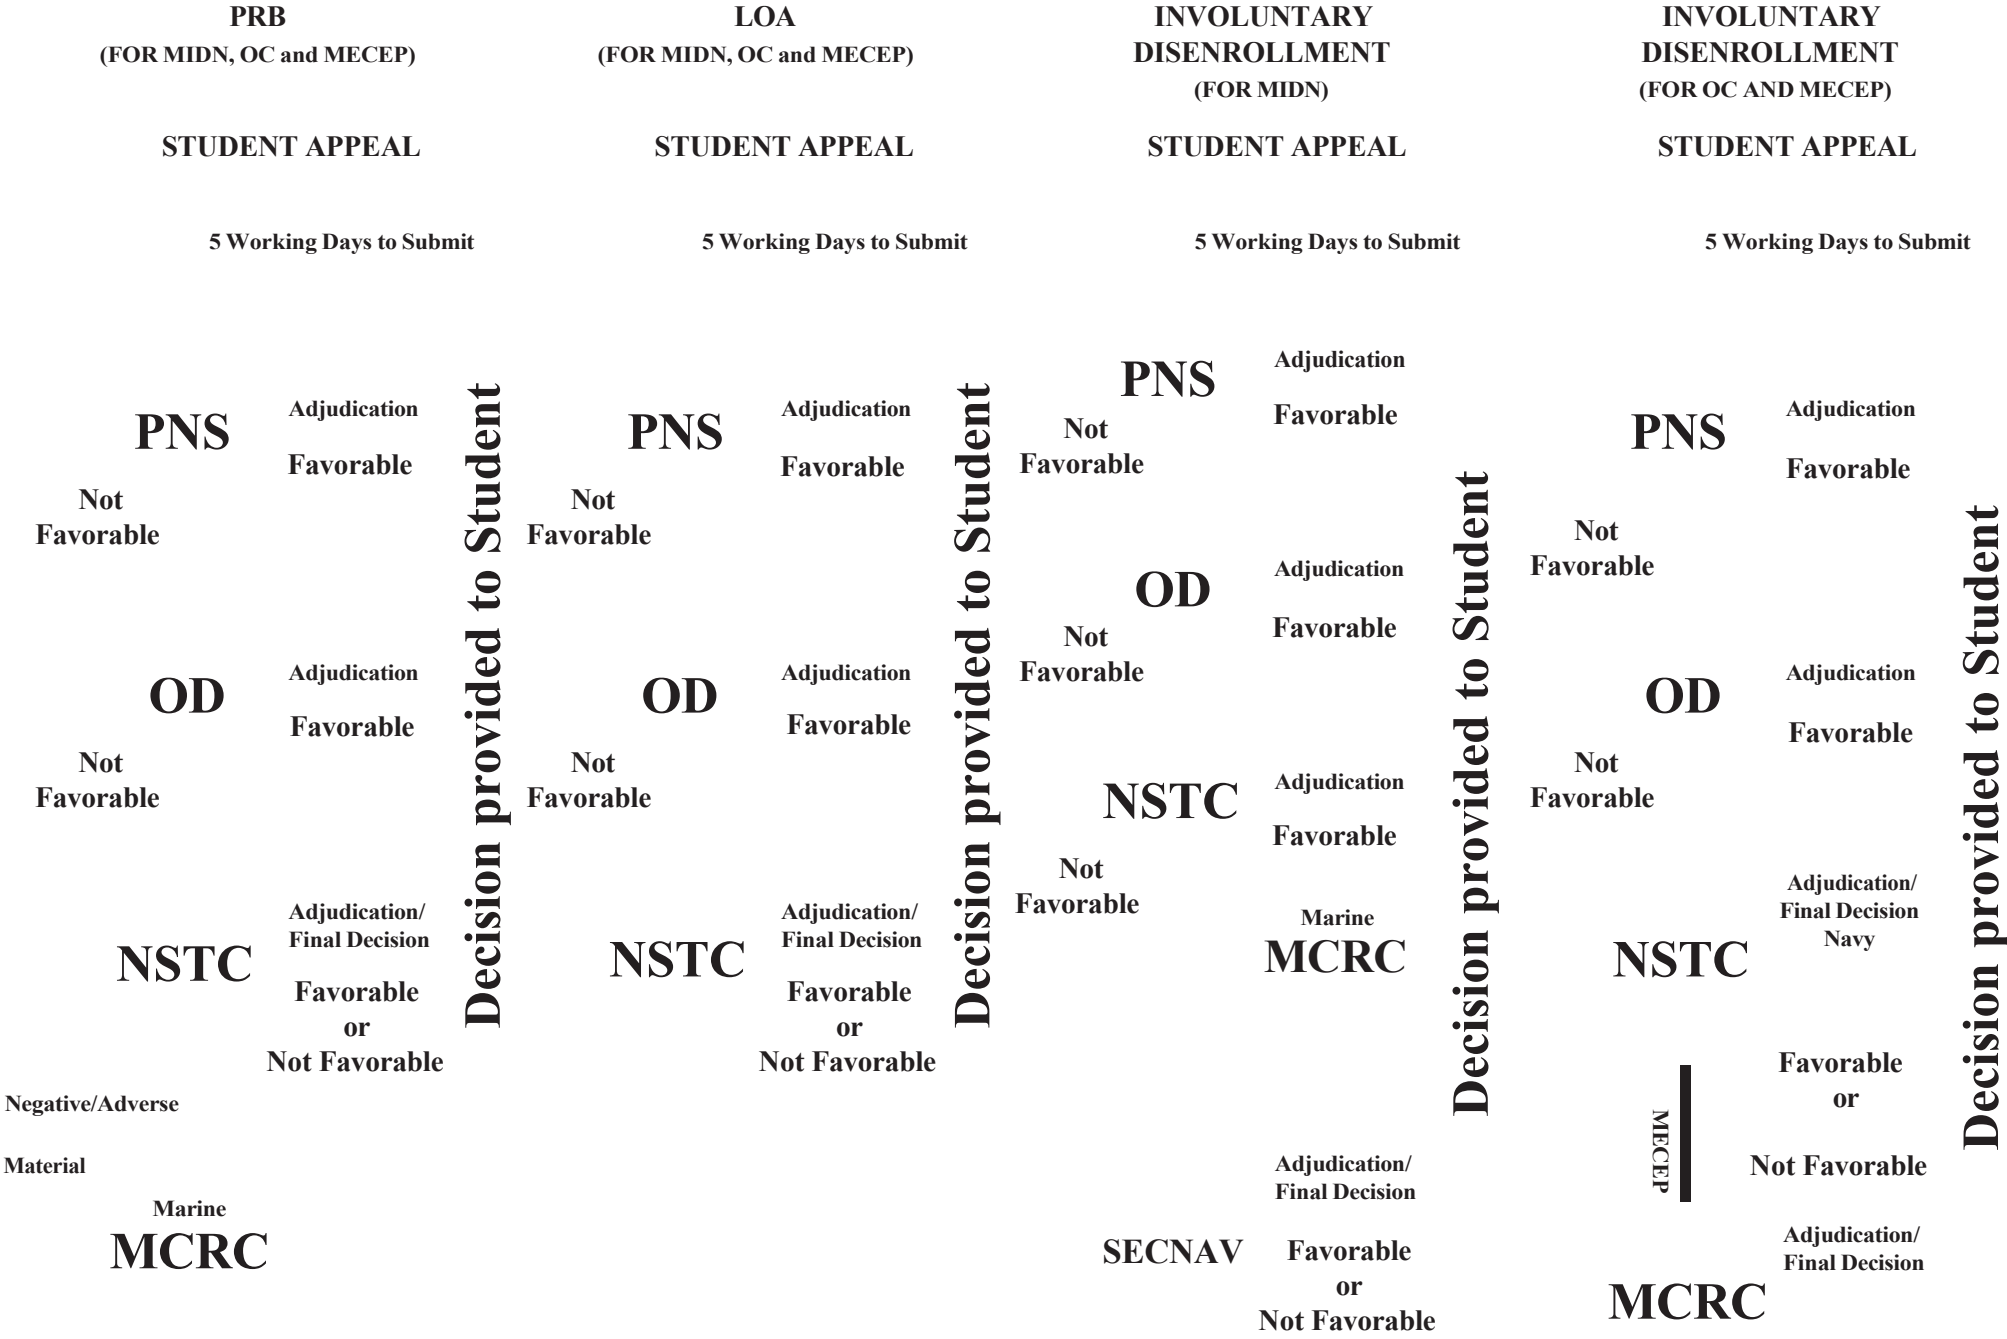 PRB
(FOR MIDN, OC and MECEP)
STUDENT APPEAL
5 Working Days to Submit
PNS
Adjudication
Favorable
Not
Favorable
OD
Adjudication
Favorable
Not
Favorable
NSTC
Adjudication/
Final Decision
Favorable
or
Not Favorable
Negative/Adverse
Material
Marine
MCRC
Decision provided to Student
LOA
(FOR MIDN, OC and MECEP)
STUDENT APPEAL
5 Working Days to Submit
PNS
Adjudication
Favorable
Not
Favorable
OD
Adjudication
Favorable
Not
Favorable
NSTC
Adjudication/
Final Decision
Favorable
or
Not Favorable
Decision provided to Student
INVOLUNTARY
DISENROLLMENT
(FOR MIDN)
STUDENT APPEAL
5 Working Days to Submit
PNS
Adjudication
Favorable
Not
Favorable
OD
Adjudication
Favorable
Not
Favorable
NSTC
Adjudication
Favorable
Not
Favorable
Marine
MCRC
Adjudication/
Final Decision
SECNAV
Favorable
or
Not Favorable
Decision provided to Student
INVOLUNTARY
DISENROLLMENT
(FOR OC AND MECEP)
STUDENT APPEAL
5 Working Days to Submit
PNS
Adjudication
Favorable
Not
Favorable
OD
Adjudication
Favorable
Not
Favorable
Adjudication/
Final Decision
Navy
NSTC
Favorable
or
Not Favorable
MECEP
Adjudication/
Final Decision
MCRC
Decision provided to Student